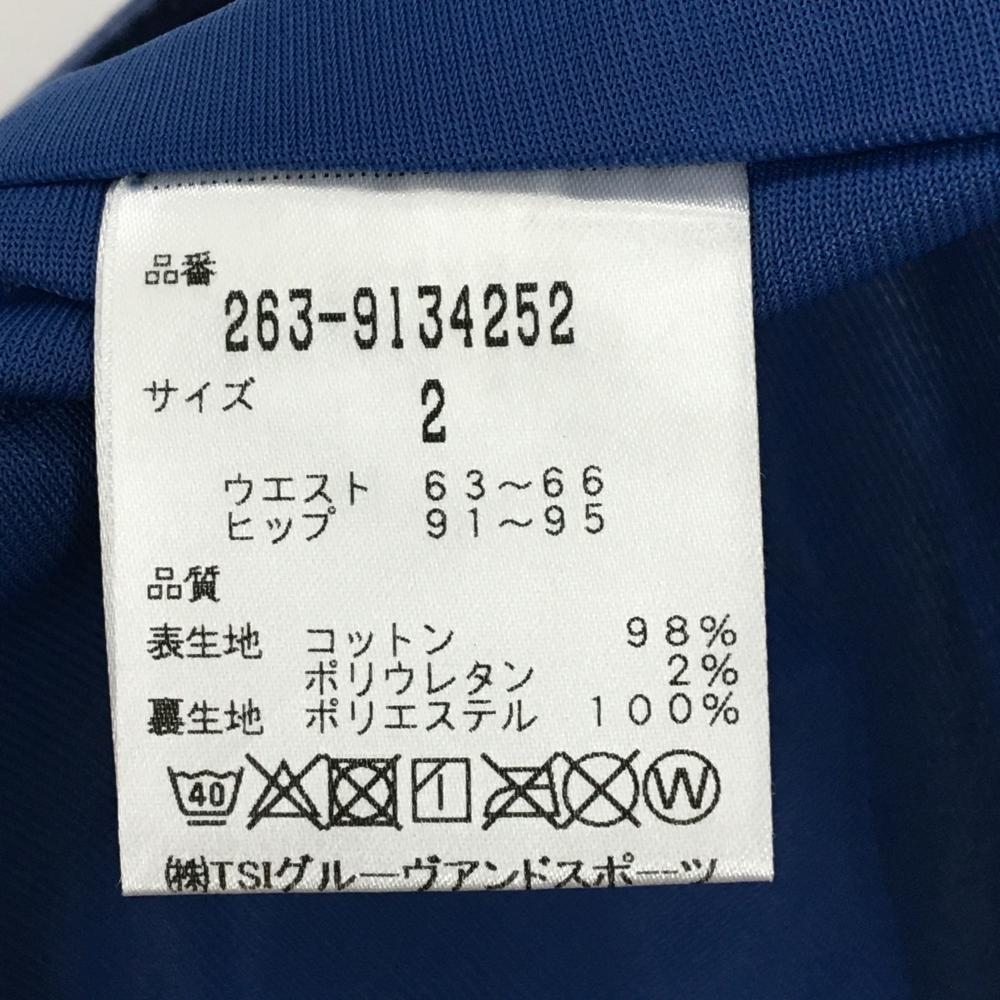 品番
263-9134252
サイズ 2
ウエスト 63～66
ヒップ 91～95
品質
表生地 コットン 98%
ポリウレタン 2%
裏生地 ポリエステル 100%
40 W
㈱TSIグルーヴアンドスポーツ